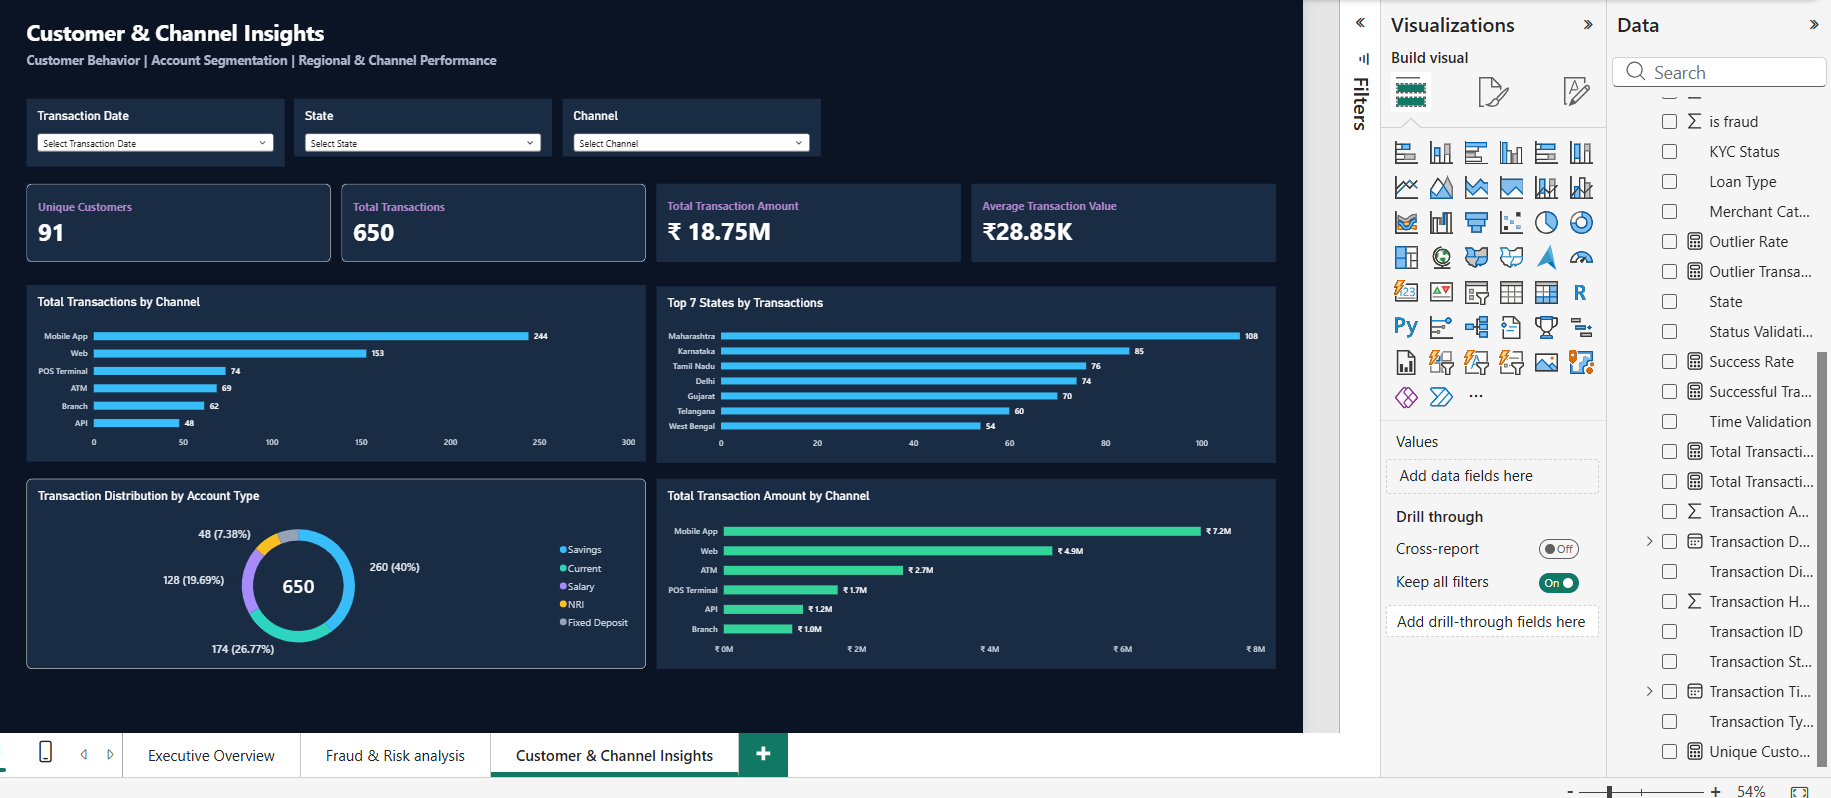 Customer & Channel Insights
Customer Behavior | Account Segmentation | Regional & Channel Performance
Transaction Date
Select Transaction Date
State
Select State
Channel
Select Channel
Unique Customers
91
Total Transactions
650
Total Transaction Amount
₹ 18.75M
Average Transaction Value
₹28.85K
Total Transactions by Channel
Mobile App 244
Web 153
POS Terminal 74
ATM 69
Branch 62
API 48
0 50 100 150 200 250 300
Top 7 States by Transactions
Maharashtra 108
Karnataka 85
Tamil Nadu 76
Delhi 74
Gujarat 70
Telangana 60
West Bengal 54
0 20 40 60 80 100
Transaction Distribution by Account Type
48 (7.38%)
128 (19.69%)
260 (40%)
174 (26.77%)
650
Savings
Current
Salary
NRI
Fixed Deposit
Total Transaction Amount by Channel
Mobile App ₹ 7.2M
Web ₹ 4.9M
ATM ₹ 2.7M
POS Terminal ₹ 1.7M
API ₹ 1.2M
Branch ₹ 1.0M
₹ 0M ₹ 2M ₹ 4M ₹ 6M ₹ 8M
Executive Overview
Fraud & Risk analysis
Customer & Channel Insights
+
Filters
Visualizations
Build visual
123
R
Py
...
Values
Add data fields here
Drill through
Cross-report
Off
Keep all filters
On
Add drill-through fields here
Data
Search
is fraud
KYC Status
Loan Type
Merchant Cat...
Outlier Rate
Outlier Transa...
State
Status Validati...
Success Rate
Successful Tra...
Time Validation
Total Transacti...
Total Transacti...
Transaction A...
Transaction D...
Transaction Di...
Transaction H...
Transaction ID
Transaction St...
Transaction Ti...
Transaction Ty...
Unique Custo...
- + 54%